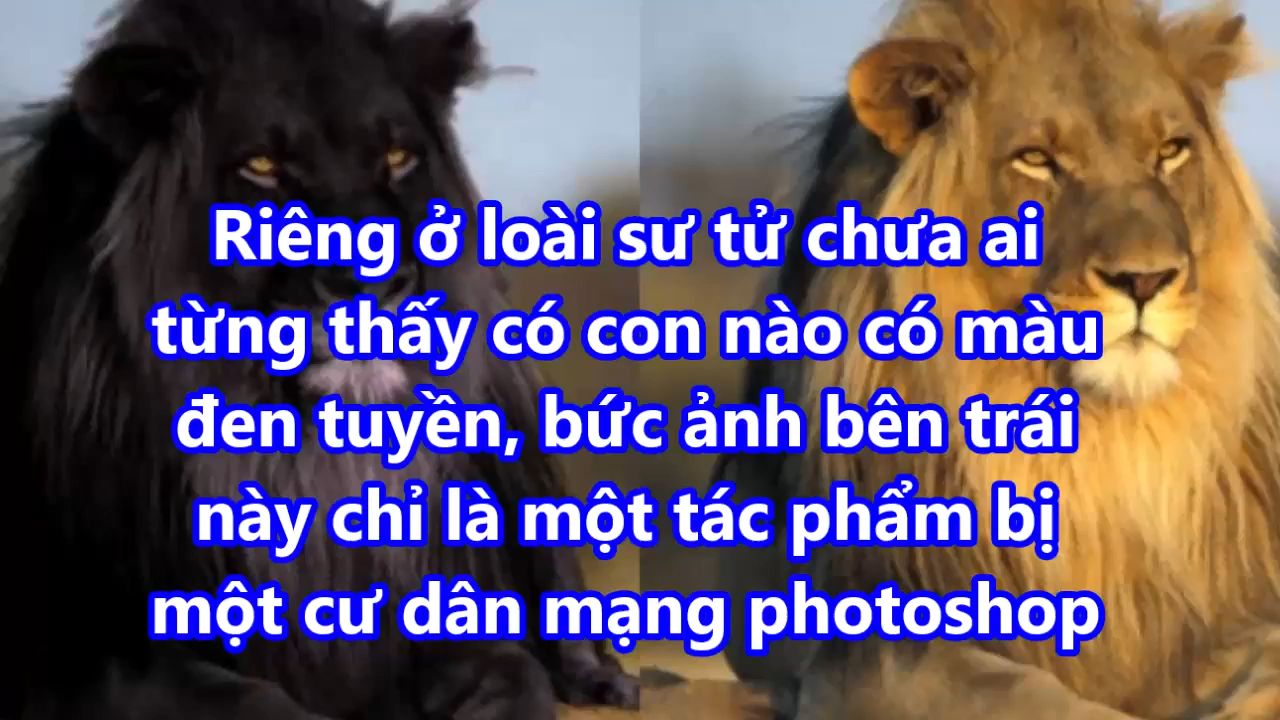 Riêng ở loài sư tử chưa ai
từng thấy có con nào có màu
đen tuyền, bức ảnh bên trái
này chỉ là một tác phẩm bị
một cư dân mạng photoshop